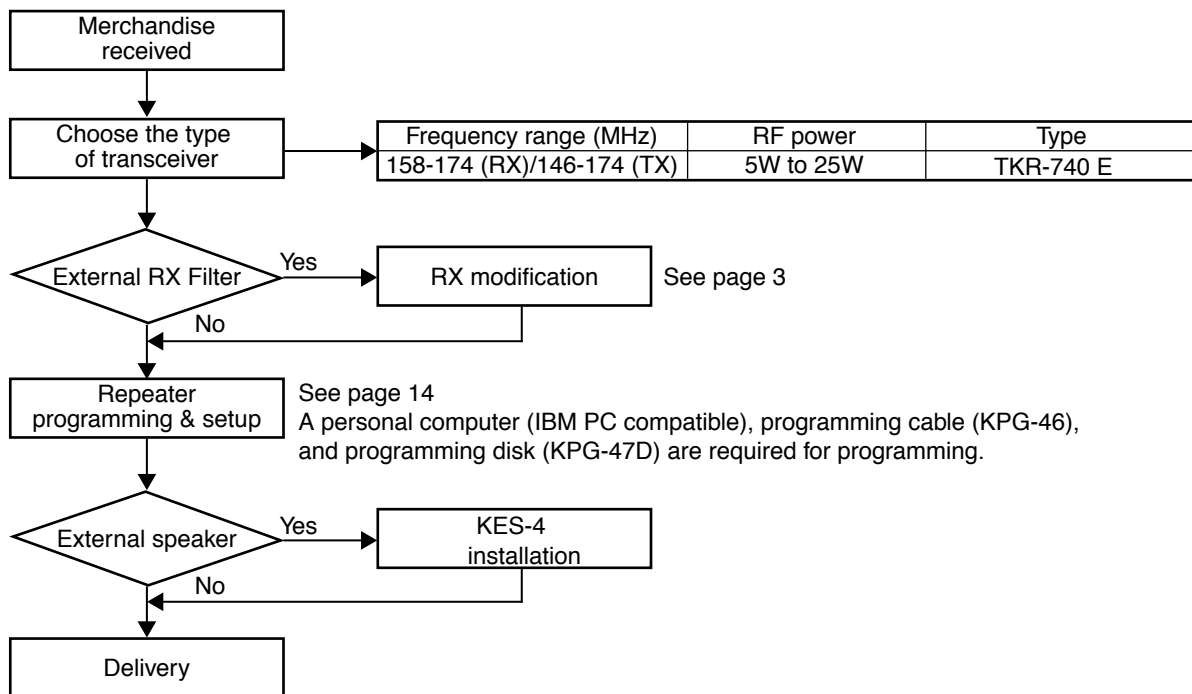 Merchandise
received
Choose the type
of transceiver
Frequency range (MHz) RF power Type
158-174 (RX)/146-174 (TX) 5W to 25W TKR-740 E
External RX Filter
Yes
RX modification
See page 3
No
Repeater
programming & setup
See page 14
A personal computer (IBM PC compatible), programming cable (KPG-46),
and programming disk (KPG-47D) are required for programming.
External speaker
Yes
KES-4
installation
No
Delivery